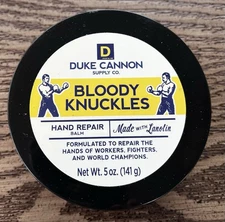 D
DUKE CANNON
SUPPLY CO.
BLOODY
KNUCKLES
HAND REPAIR
BALM
Made WITH Lanolin
FORMULATED TO REPAIR THE
HANDS OF WORKERS, FIGHTERS,
AND WORLD CHAMPIONS.
Net Wt. 5 oz. (141 g)